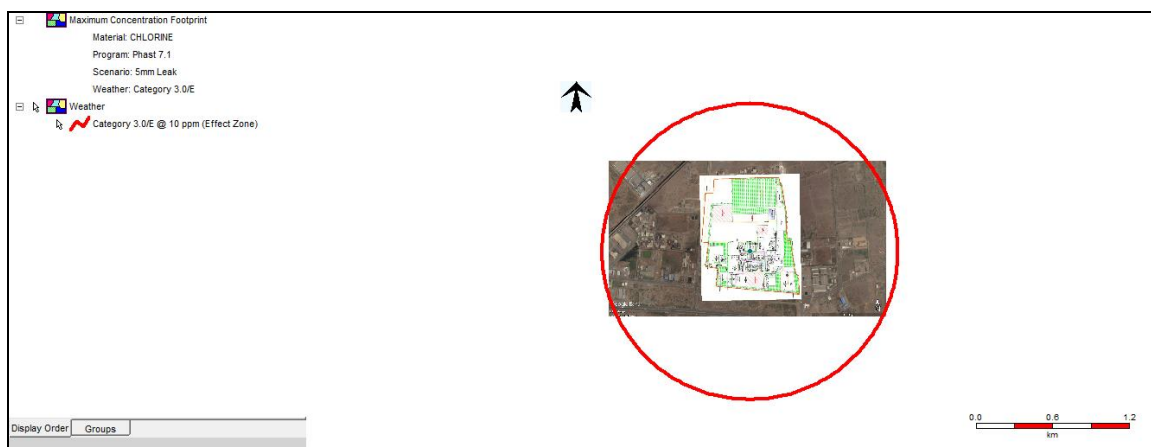 Maximum Concentration Footprint
Material: CHLORINE
Program: Phast 7.1
Scenario: 5mm Leak
Weather: Category 3.0/E
Weather
Category 3.0/E @ 10 ppm (Effect Zone)
Display Order Groups
0.0 0.6 1.2
km